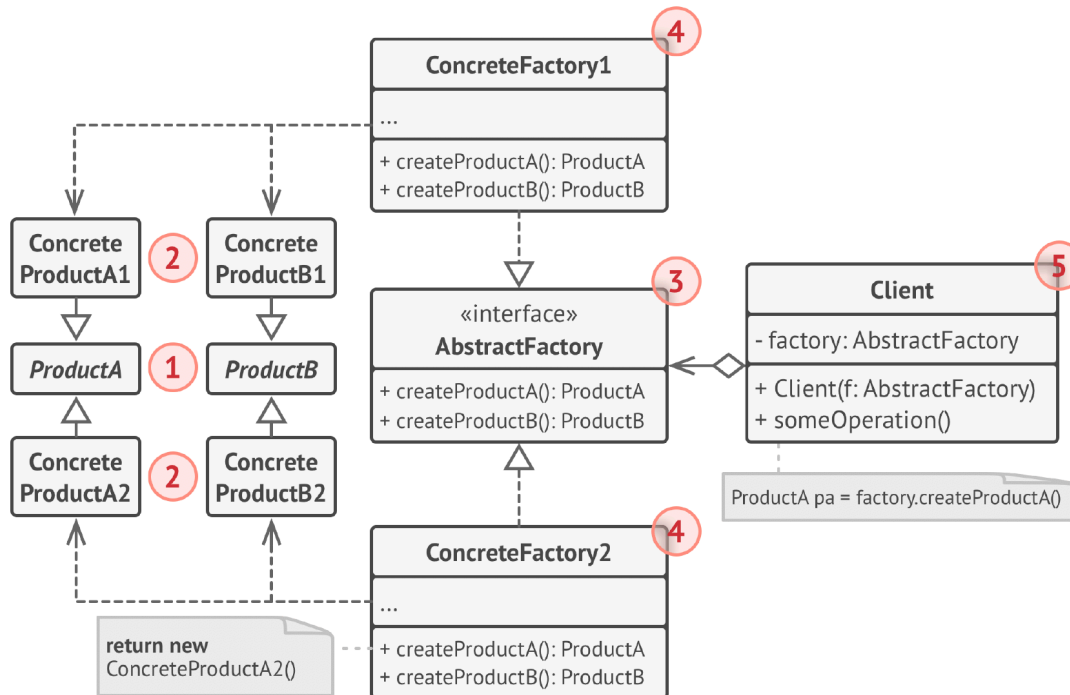 4
ConcreteFactory1
...
+ createProductA(): ProductA
+ createProductB(): ProductB
Concrete
ProductA1
2
Concrete
ProductB1
3
«interface»
AbstractFactory
+ createProductA(): ProductA
+ createProductB(): ProductB
5
Client
- factory: AbstractFactory
+ Client(f: AbstractFactory)
+ someOperation()
ProductA
1
ProductB
Concrete
ProductA2
2
Concrete
ProductB2
ProductA pa = factory.createProductA()
4
ConcreteFactory2
...
+ createProductA(): ProductA
+ createProductB(): ProductB
return new
ConcreteProductA2()